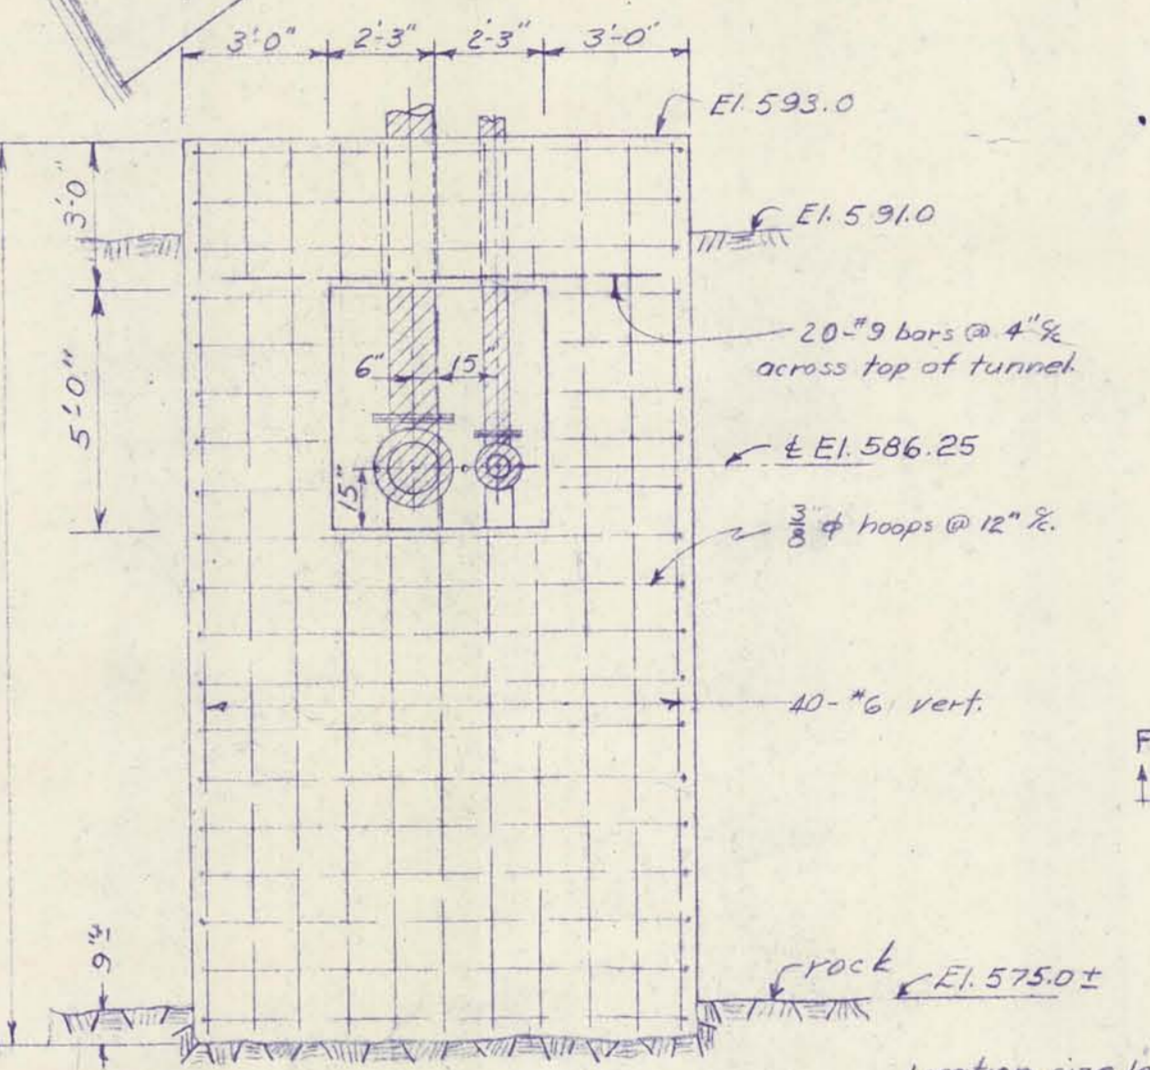 3'-0" 2'-3" 2'-3" 3'-0"
El. 593.0
3'-0"
El. 591.0
20-#9 bars @ 4" c/c
across top of tunnel.
5'-0"
6" 15"
℄ El. 586.25
15"
3/8" ϕ hoops @ 12" c/c.
40-#6 vert.
9"±
rock
El. 575.0 ±